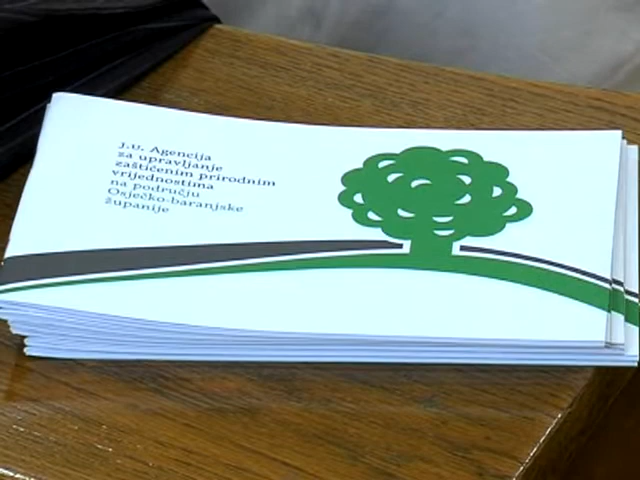 J.U. Agencija
za upravljanje
zaštićenim prirodnim
vrijednostima
na području
Osječko-baranjske
županije